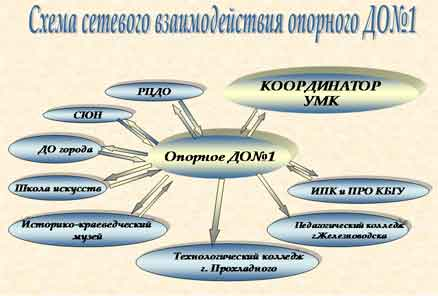 Схема сетевого взаимодействия опорного ДО№1
КООРДИНАТОР
УМК
РЦДО
СЮН
ДО города
Опорное ДО№1
Школа искусств
ИПК и ПРО КБГУ
Историко-краеведческий
музей
Педагогический колледж
г.Железноводска
Технологический колледж
г. Прохладного